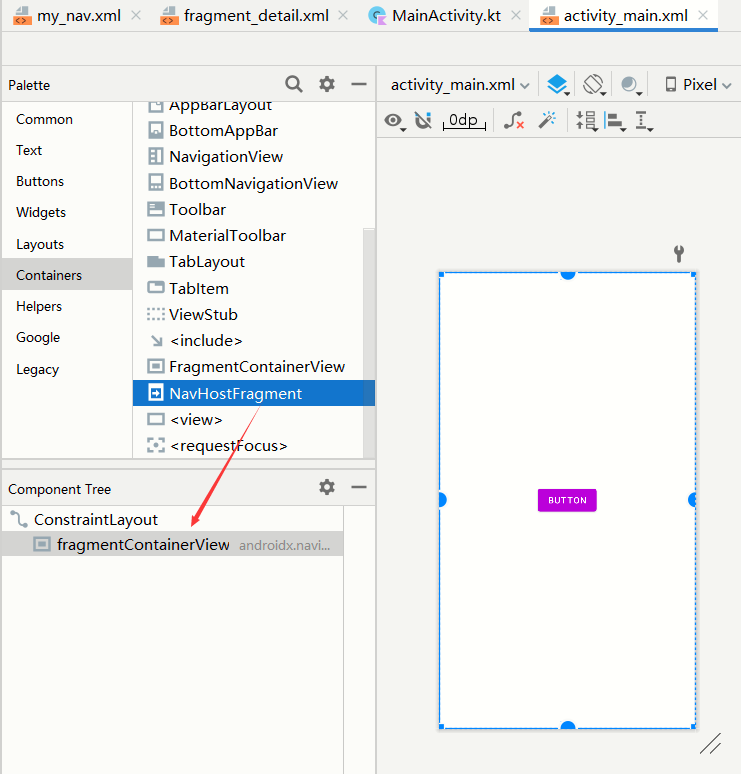 my_nav.xml fragment_detail.xml MainActivity.kt activity_main.xml
Palette
activity_main.xml Pixel
Common
Text
Buttons
Widgets
Layouts
Containers
Helpers
Google
Legacy
AppBarLayout
BottomAppBar
NavigationView
BottomNavigationView
Toolbar
MaterialToolbar
TabLayout
TabItem
ViewStub
<include>
FragmentContainerView
NavHostFragment
<view>
<requestFocus>
0dp
BUTTON
Component Tree
ConstraintLayout
fragmentContainerView androidx.navi...